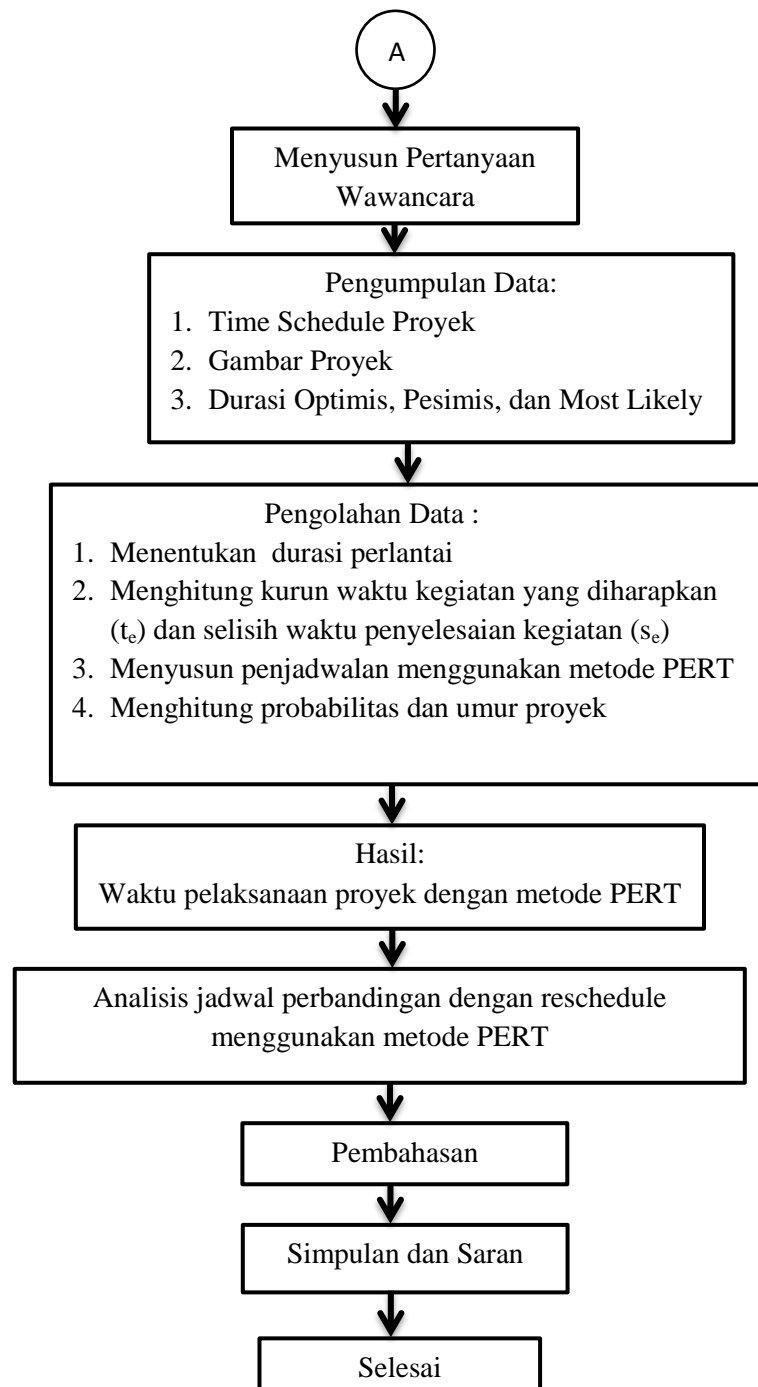 A
Menyusun Pertanyaan
Wawancara
Pengumpulan Data:
1. Time Schedule Proyek
2. Gambar Proyek
3. Durasi Optimis, Pesimis, dan Most Likely
Pengolahan Data :
1. Menentukan durasi perlantai
2. Menghitung kurun waktu kegiatan yang diharapkan
(tₑ) dan selisih waktu penyelesaian kegiatan (sₑ)
3. Menyusun penjadwalan menggunakan metode PERT
4. Menghitung probabilitas dan umur proyek
Hasil:
Waktu pelaksanaan proyek dengan metode PERT
Analisis jadwal perbandingan dengan reschedule
menggunakan metode PERT
Pembahasan
Simpulan dan Saran
Selesai